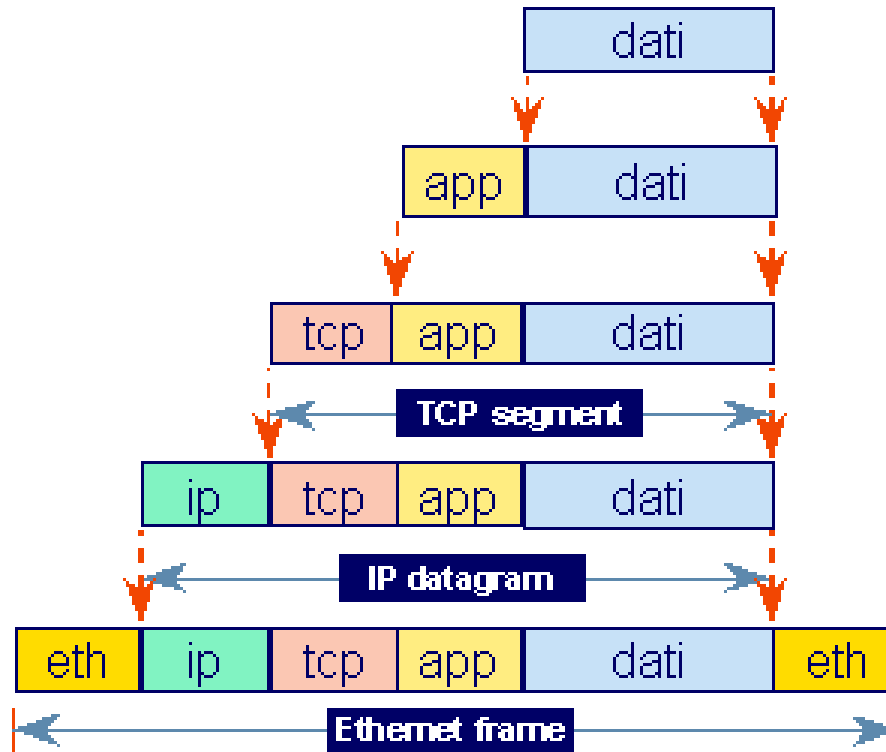 dati
app dati
tcp app dati
TCP segment
ip tcp app dati
IP datagram
eth ip tcp app dati eth
Ethernet frame